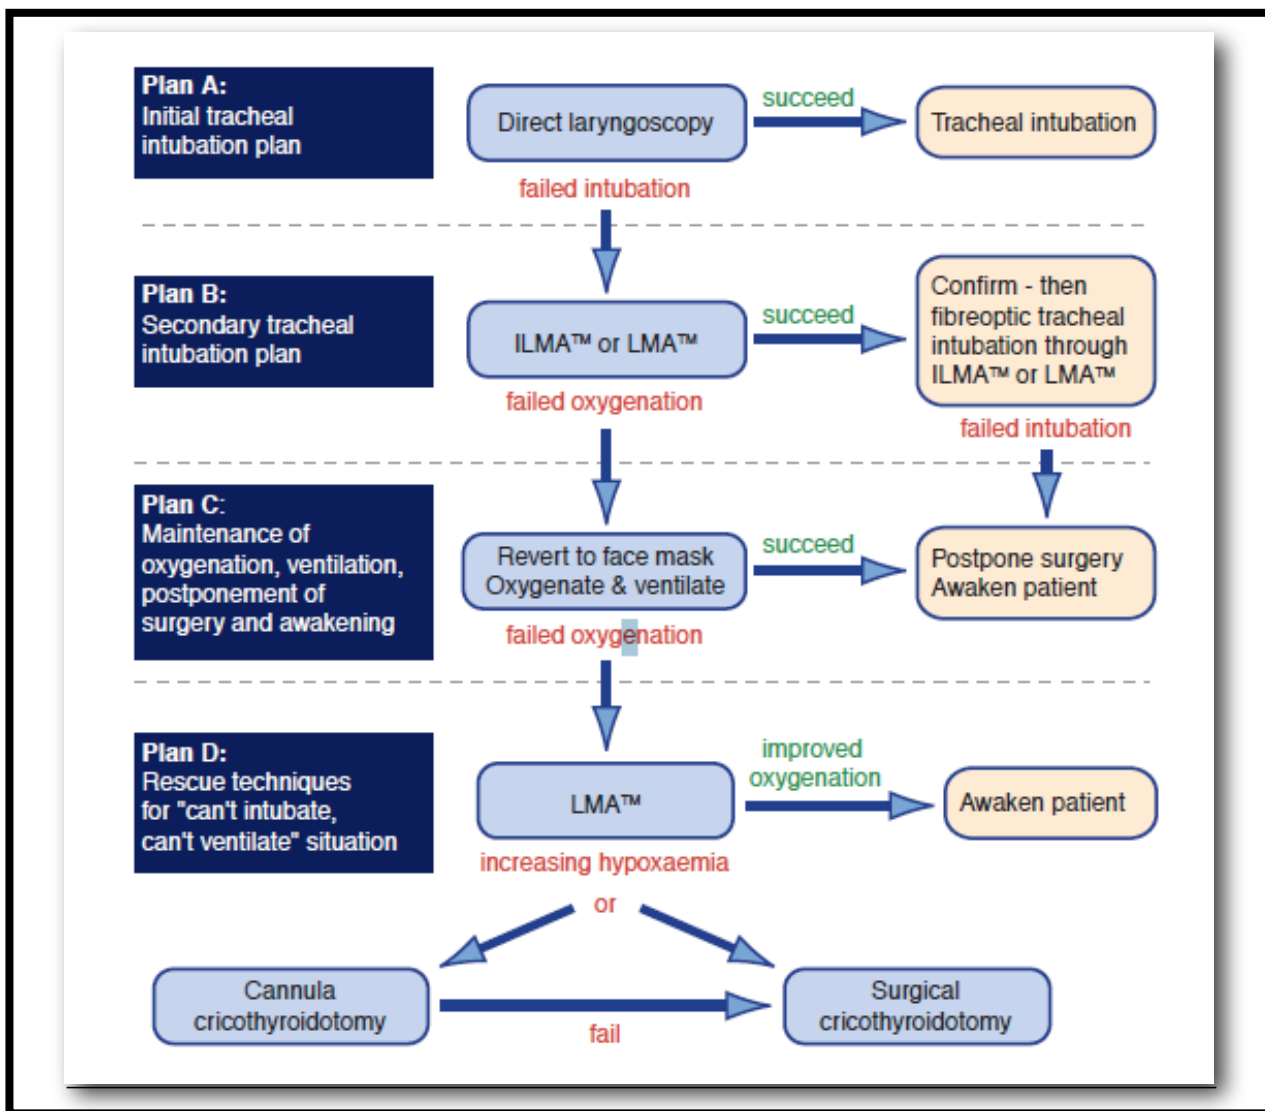 Plan A:
Initial tracheal
intubation plan
Direct laryngoscopy
succeed
Tracheal intubation
failed intubation
Plan B:
Secondary tracheal
intubation plan
ILMA™ or LMA™
succeed
Confirm - then
fibreoptic tracheal
intubation through
ILMA™ or LMA™
failed oxygenation
failed intubation
Plan C:
Maintenance of
oxygenation, ventilation,
postponement of
surgery and awakening
Revert to face mask
Oxygenate & ventilate
succeed
Postpone surgery
Awaken patient
failed oxygenation
Plan D:
Rescue techniques
for "can't intubate,
can't ventilate" situation
LMA™
improved
oxygenation
Awaken patient
increasing hypoxaemia
or
Cannula
cricothyroidotomy
fail
Surgical
cricothyroidotomy